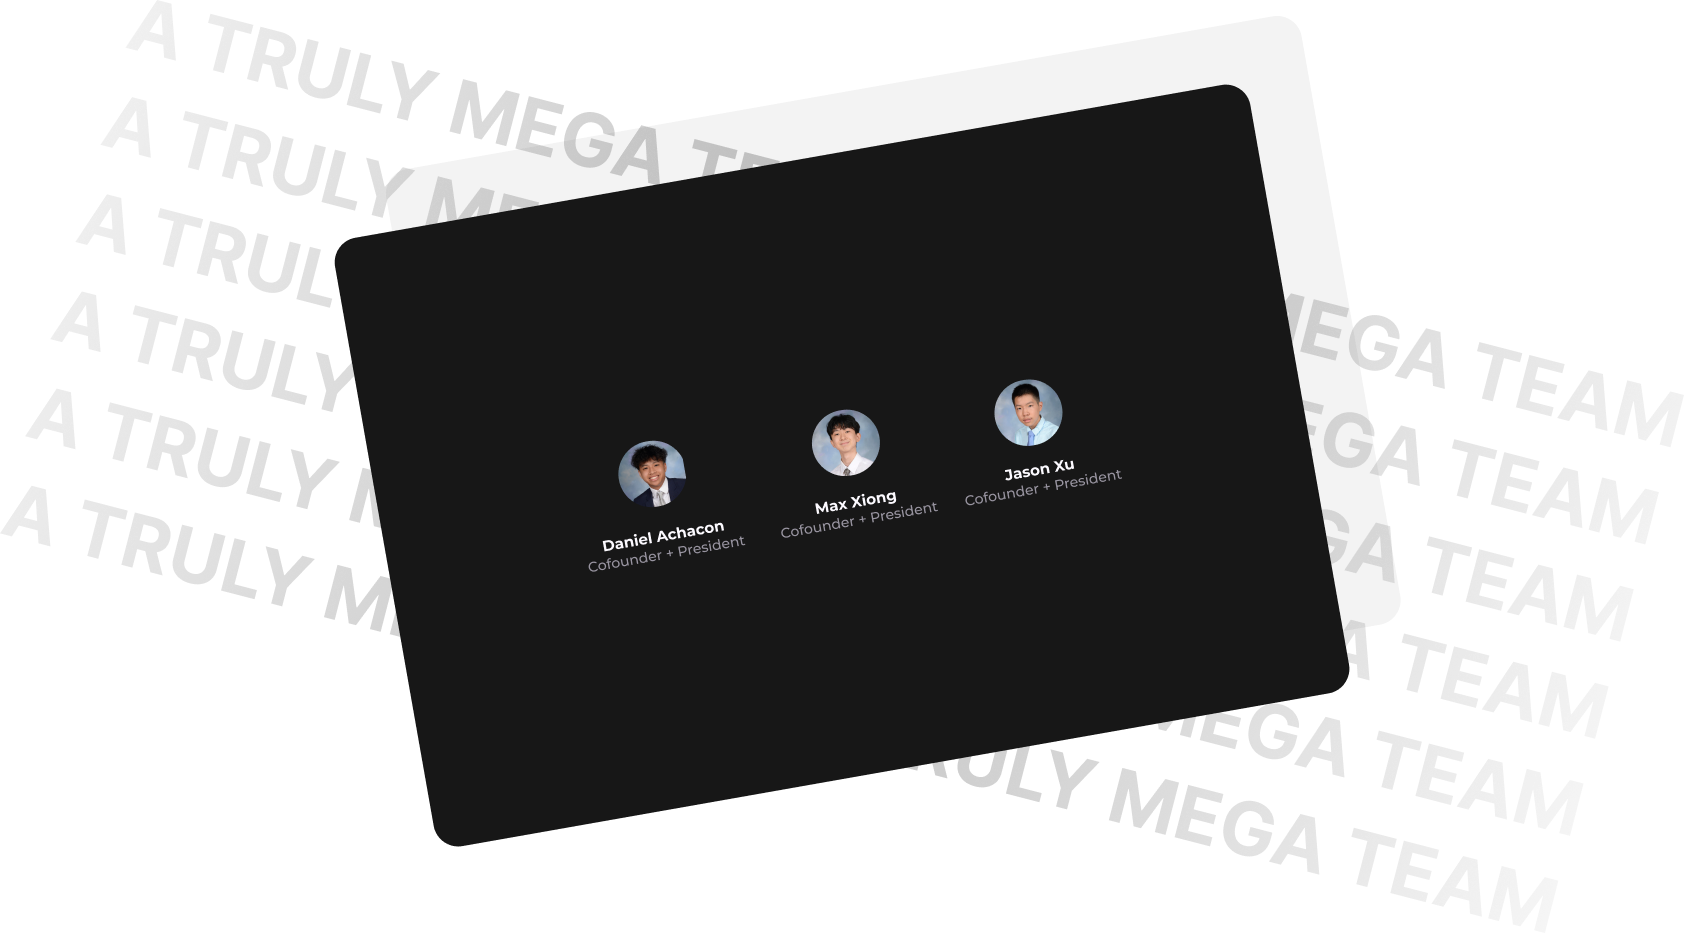 A TRULY MEGA TE
A TRULY ME
A TRUL
A TRULY
A TRULY
A TRULY M
Daniel Achacon
Cofounder + President
Max Xiong
Cofounder + President
Jason Xu
Cofounder + President
MEGA TEAM
EGA TEAM
GA TEAM
A TEAM
MEGA TEAM
RULY MEGA TEAM